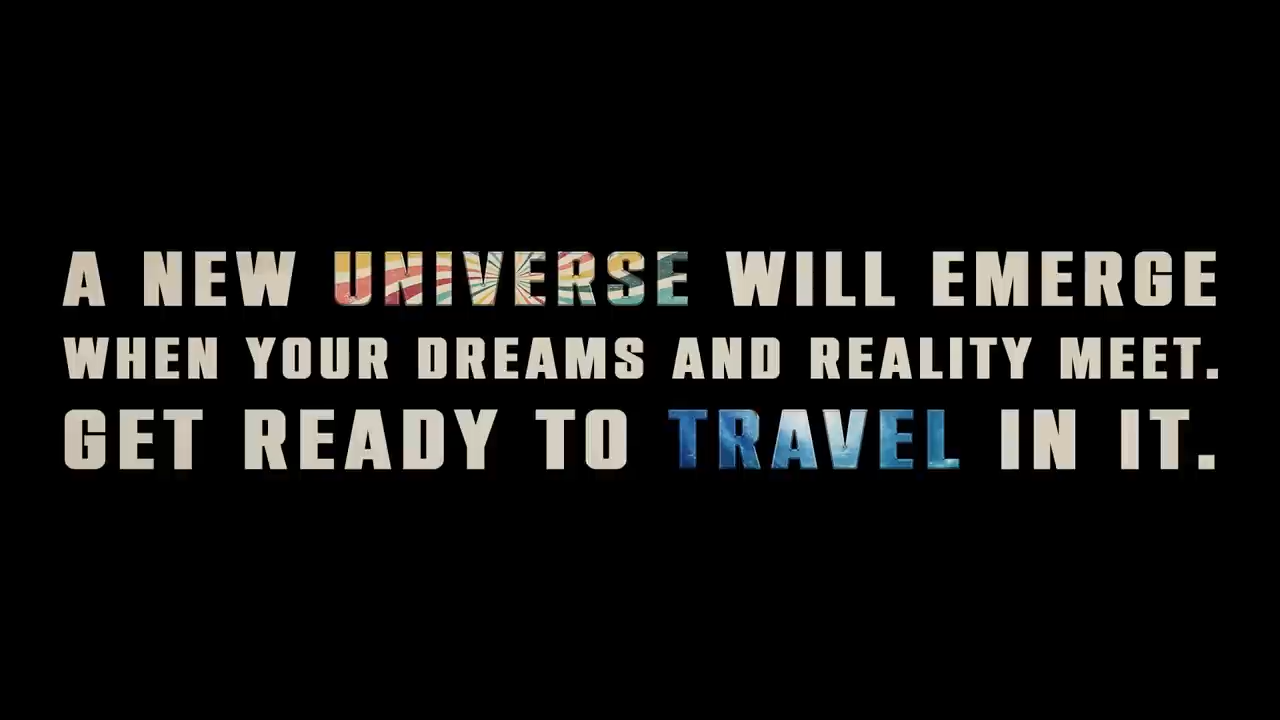 A NEW UNIVERSE WILL EMERGE
WHEN YOUR DREAMS AND REALITY MEET.
GET READY TO TRAVEL IN IT.